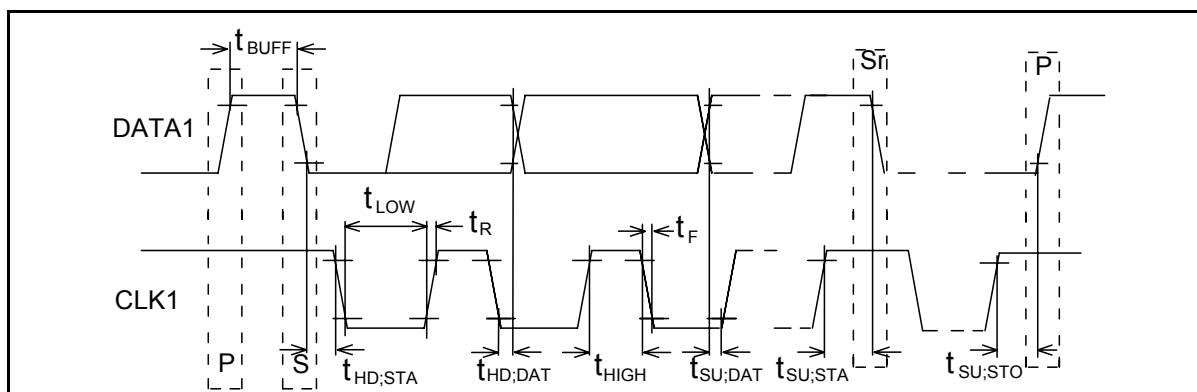 tBUFF
Sr
P
DATA1
tLOW
tR
tF
CLK1
P
S
tHD;STA
tHD;DAT
tHIGH
tSU;DAT
tSU;STA
tSU;STO